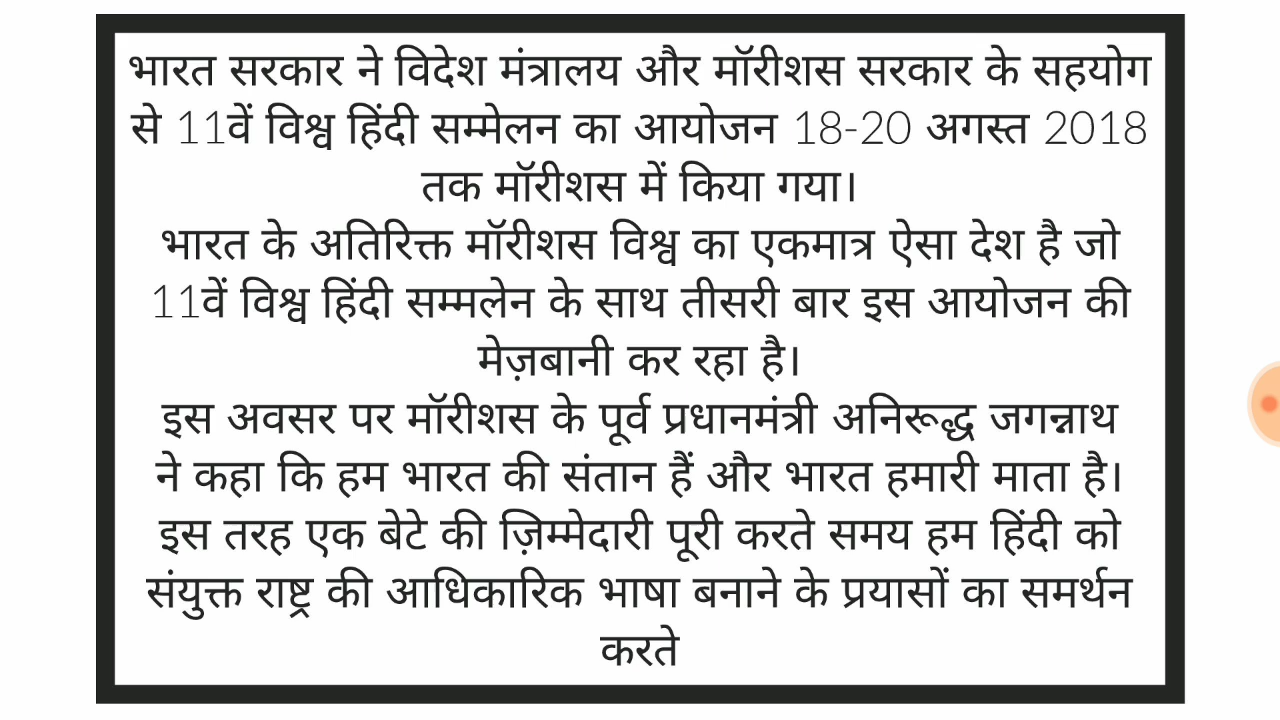 भारत सरकार ने विदेश मंत्रालय और मॉरीशस सरकार के सहयोग
से 11वें विश्व हिंदी सम्मेलन का आयोजन 18-20 अगस्त 2018
तक मॉरीशस में किया गया।
भारत के अतिरिक्त मॉरीशस विश्व का एकमात्र ऐसा देश है जो
11वें विश्व हिंदी सम्मलेन के साथ तीसरी बार इस आयोजन की
मेज़बानी कर रहा है।
इस अवसर पर मॉरीशस के पूर्व प्रधानमंत्री अनिरूद्ध जगन्नाथ
ने कहा कि हम भारत की संतान हैं और भारत हमारी माता है।
इस तरह एक बेटे की ज़िम्मेदारी पूरी करते समय हम हिंदी को
संयुक्त राष्ट्र की आधिकारिक भाषा बनाने के प्रयासों का समर्थन
करते